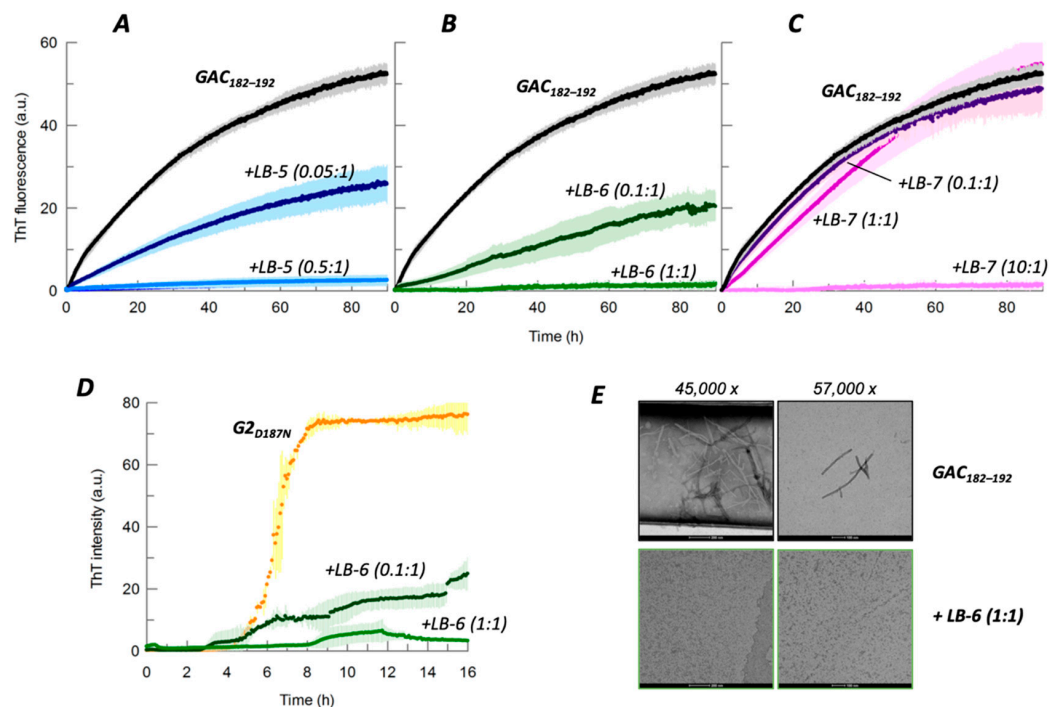 A B C
60
50
40
30
20
10
0
ThT fluorescence (a.u.)
GAC182–192
+LB-5 (0.05:1)
+LB-5 (0.5:1)
0 20 40 60 80
GAC182–192
+LB-6 (0.1:1)
+LB-6 (1:1)
20 40 60 80
GAC182–192
+LB-7 (0.1:1)
+LB-7 (1:1)
+LB-7 (10:1)
20 40 60 80
Time (h)
D
80
60
40
20
0
ThT intensity (a.u.)
G2D187N
+LB-6 (0.1:1)
+LB-6 (1:1)
0 2 4 6 8 10 12 14 16
Time (h)
E
45,000 x 57,000 x
GAC182–192
+ LB-6 (1:1)